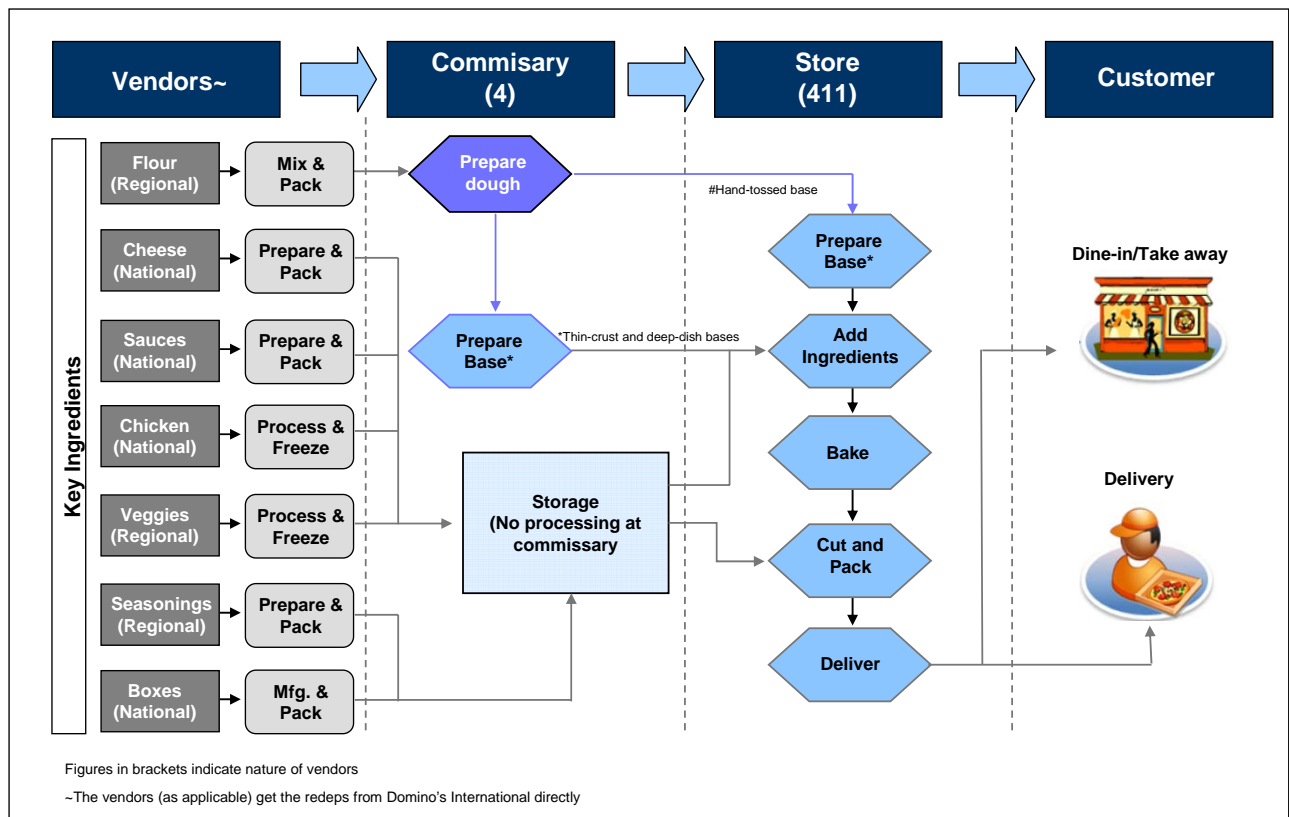 Vendors~
Commisary
(4)
Store
(411)
Customer
Key Ingredients
Flour
(Regional)
Mix &
Pack
Prepare
dough
#Hand-tossed base
Prepare
Base*
Cheese
(National)
Prepare &
Pack
Dine-in/Take away
Sauces
(National)
Prepare &
Pack
Prepare
Base*
*Thin-crust and deep-dish bases
Add
Ingredients
Chicken
(National)
Process &
Freeze
Bake
Veggies
(Regional)
Process &
Freeze
Storage
(No processing at
commissary
Cut and
Pack
Delivery
Seasonings
(Regional)
Prepare &
Pack
Deliver
Boxes
(National)
Mfg. &
Pack
Figures in brackets indicate nature of vendors
~The vendors (as applicable) get the redeps from Domino's International directly